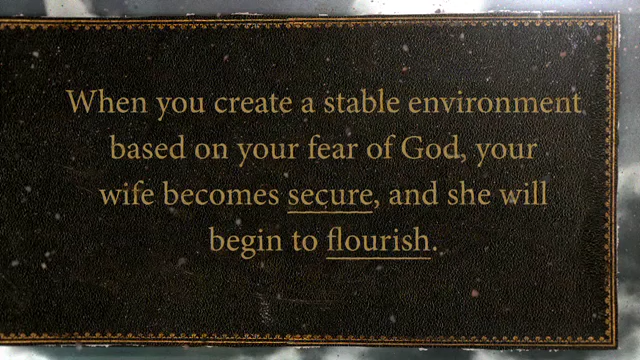 When you create a stable environment
based on your fear of God, your
wife becomes secure, and she will
begin to flourish.